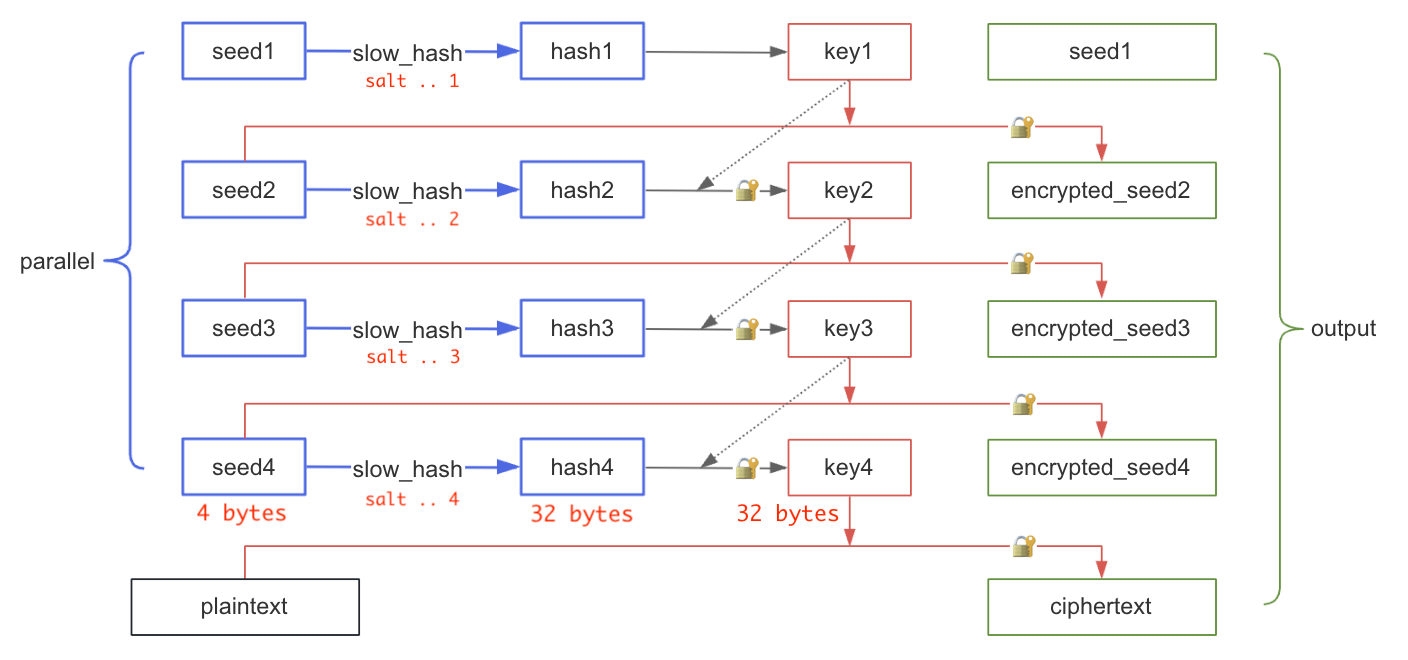 seed1 slow_hash hash1 key1 seed1
salt .. 1
seed2 slow_hash hash2 key2 encrypted_seed2
salt .. 2
parallel
seed3 slow_hash hash3 key3 encrypted_seed3 output
salt .. 3
seed4 slow_hash hash4 key4 encrypted_seed4
salt .. 4
4 bytes 32 bytes 32 bytes
plaintext ciphertext